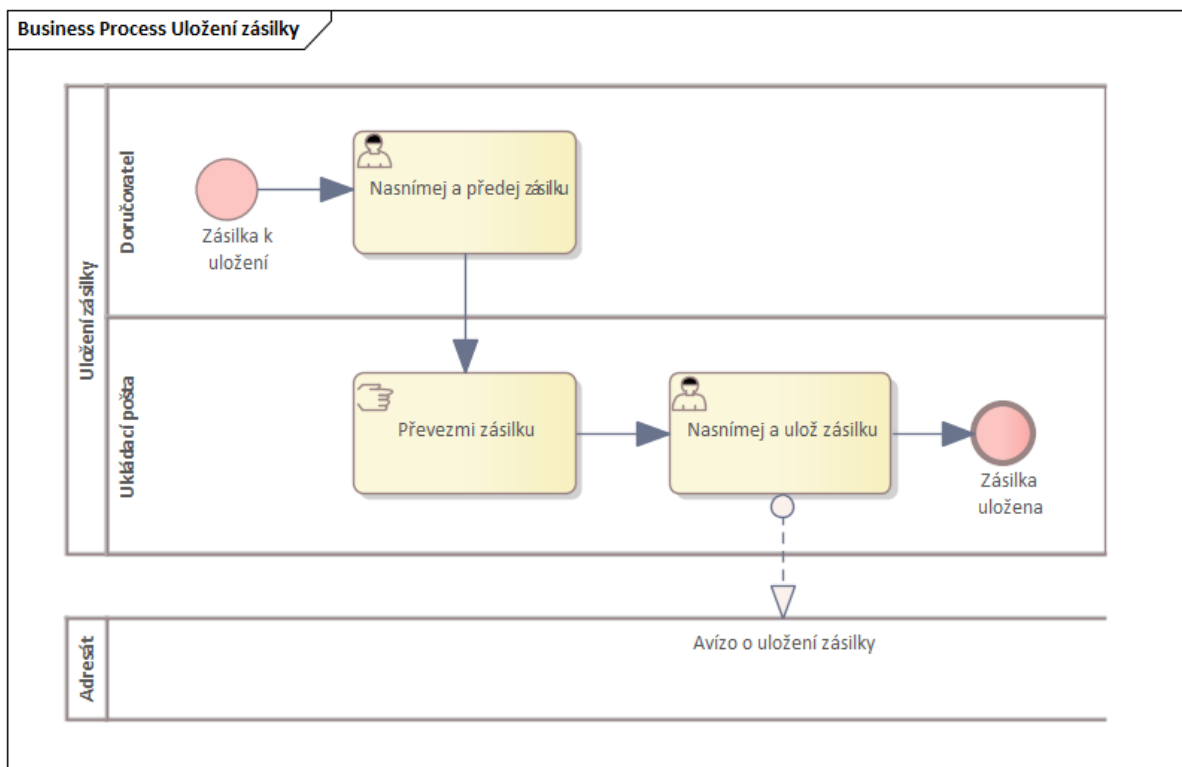 Business Process Uložení zásilky
Uložení zásilky
Doručovatel
Zásilka k
uložení
Nasnímej a předej zásilku
Ukládací pošta
Převezmi zásilku
Nasnímej a ulož zásilku
Zásilka
uložena
Adresát
Avízo o uložení zásilky